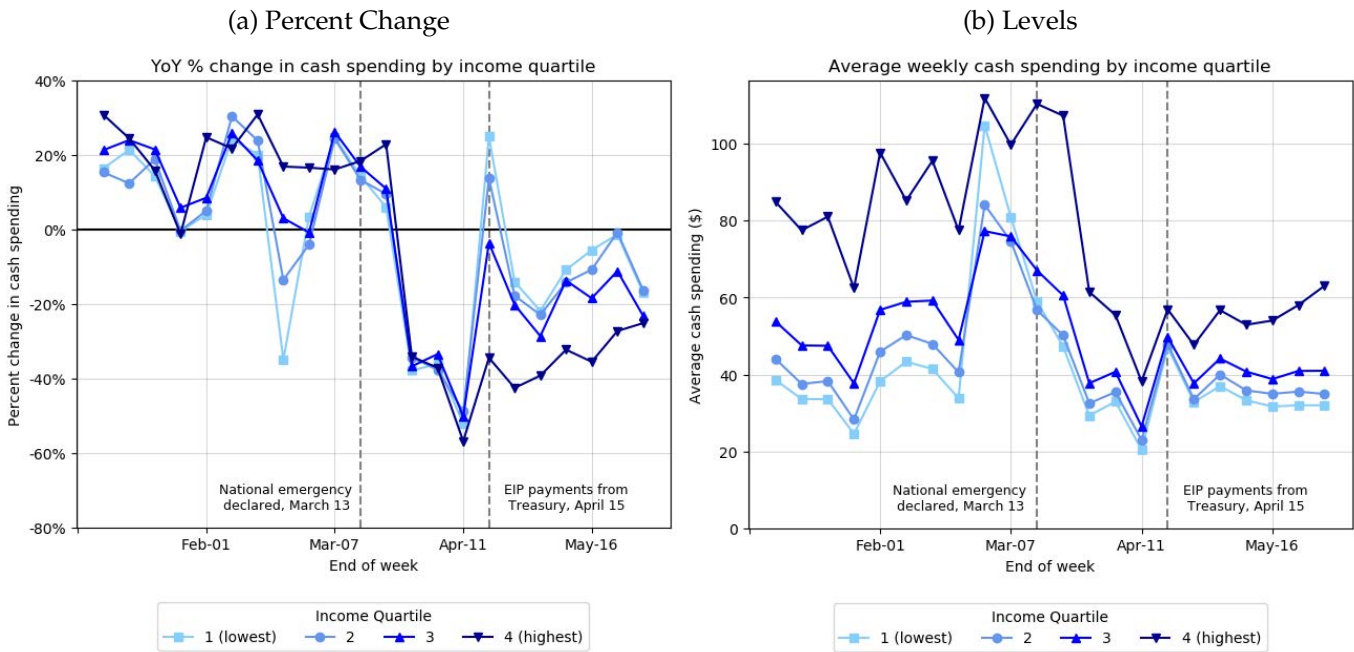 (a) Percent Change
YoY % change in cash spending by income quartile
40%
20%
0%
-20%
-40%
-60%
-80%
Percent change in cash spending
National emergency
declared, March 13
EIP payments from
Treasury, April 15
Feb-01
Mar-07
Apr-11
May-16
End of week
Income Quartile
1 (lowest)
2
3
4 (highest)
(b) Levels
Average weekly cash spending by income quartile
100
80
60
40
20
0
Average cash spending ($)
National emergency
declared, March 13
EIP payments from
Treasury, April 15
Feb-01
Mar-07
Apr-11
May-16
End of week
Income Quartile
1 (lowest)
2
3
4 (highest)